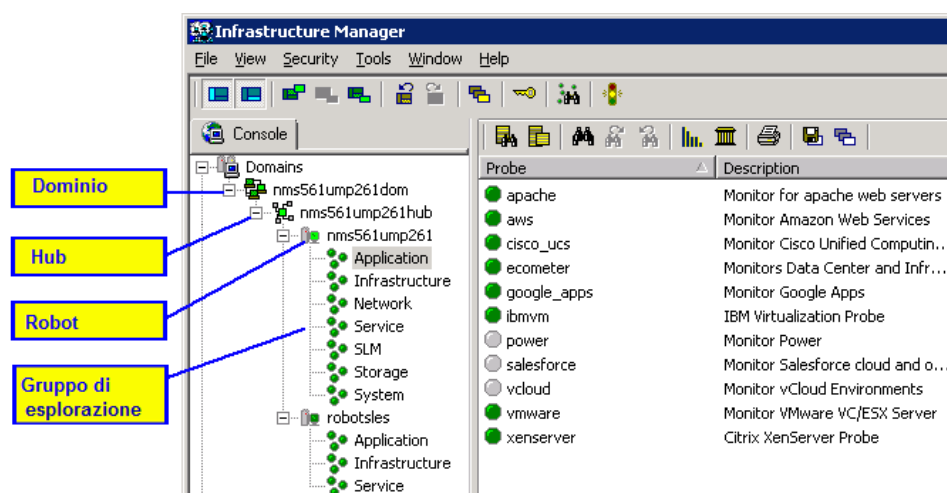 Infrastructure Manager
File View Security Tools Window Help
Console
Domains
nms561ump261dom
nms561ump261hub
nms561ump261
Application
Infrastructure
Network
Service
SLM
Storage
System
robotsles
Application
Infrastructure
Service
Dominio
Hub
Robot
Gruppo di
esplorazione
Probe Description
apache Monitor for apache web servers
aws Monitor Amazon Web Services
cisco_ucs Monitor Cisco Unified Computin...
ecometer Monitors Data Center and Infr...
google_apps Monitor Google Apps
ibmvm IBM Virtualization Probe
power Monitor Power
salesforce Monitor Salesforce cloud and o...
vcloud Monitor vCloud Environments
vmware Monitor VMware VC/ESX Server
xenserver Citrix XenServer Probe